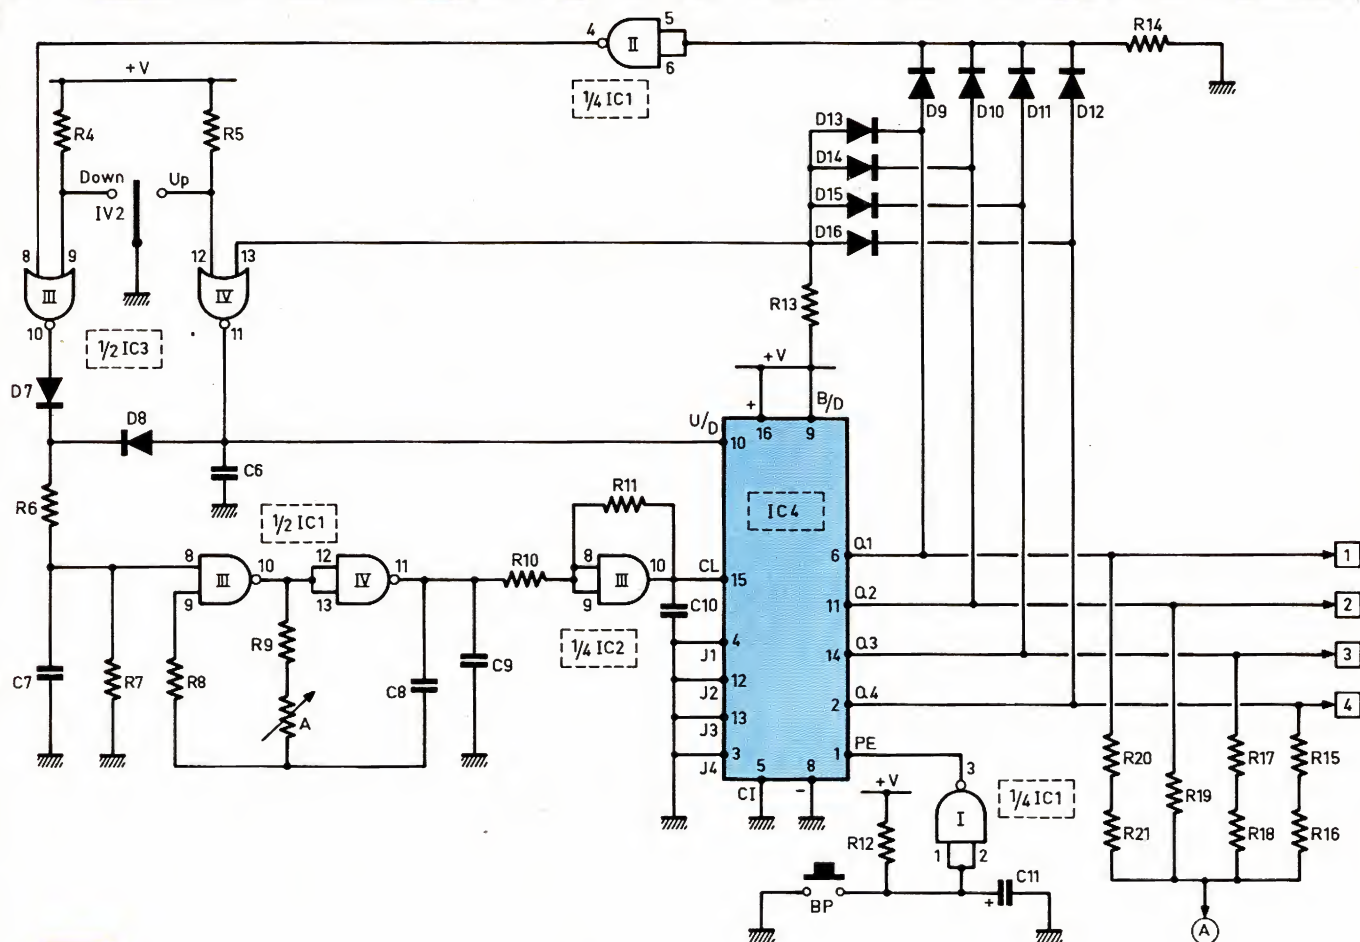 R14
4
II
5
6
1/4 IC1
+V
R4
R5
Down
Up
IV2
8
9
12
13
III
IV
10
11
1/2 IC3
D9
D10
D11
D12
D13
D14
D15
D16
R13
+V
D7
D8
C6
U/D
B/D
+
16
9
10
IC4
R6
1/2 IC1
R11
8
9
III
10
12
13
IV
11
R10
8
9
III
10
CL
15
C10
1/4 IC2
4
J1
12
J2
13
J3
3
J4
5
CI
8
-
6
Q.1
11
Q.2
14
Q.3
2
Q.4
1
PE
1
2
3
4
C7
R7
R8
R9
A
C8
C9
3
I
1
2
1/4 IC1
+V
R12
BP
+
C11
R20
R21
R19
R17
R18
R15
R16
A